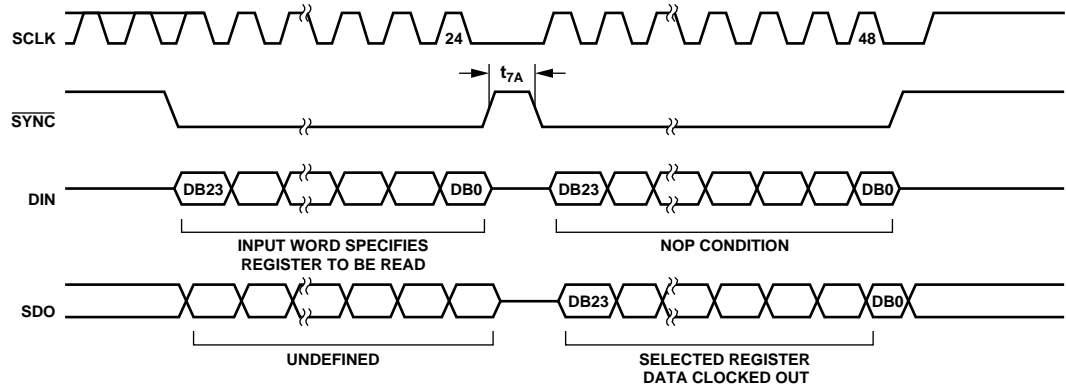 SCLK
24
48
t7A
SYNC
DIN
DB23
DB0
DB23
DB0
INPUT WORD SPECIFIES
REGISTER TO BE READ
NOP CONDITION
SDO
DB23
DB0
UNDEFINED
SELECTED REGISTER
DATA CLOCKED OUT